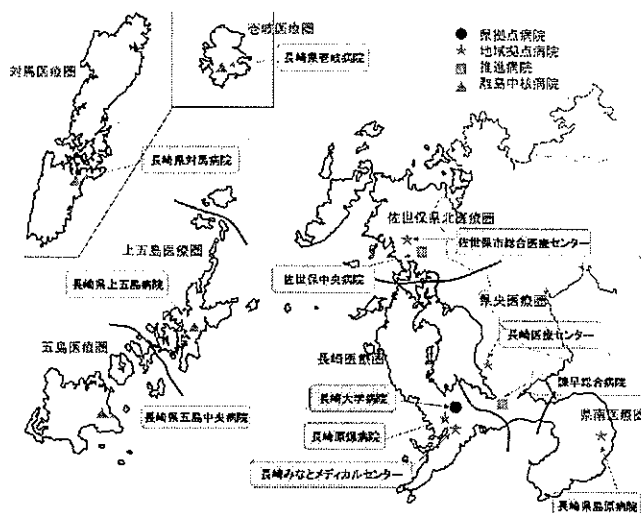 壱岐医療圏
長崎県壱岐病院
対馬医療圏
長崎県対馬病院
県拠点病院
地域拠点病院
推進病院
離島中核病院
上五島医療圏
長崎県上五島病院
五島医療圏
長崎県五島中央病院
佐世保県北医療圏
佐世保市総合医療センター
佐世保中央病院
県央医療圏
長崎医療センター
長崎医療圏
諫早総合病院
長崎大学病院
県南医療圏
長崎原爆病院
長崎みなとメディカルセンター
長崎県島原病院